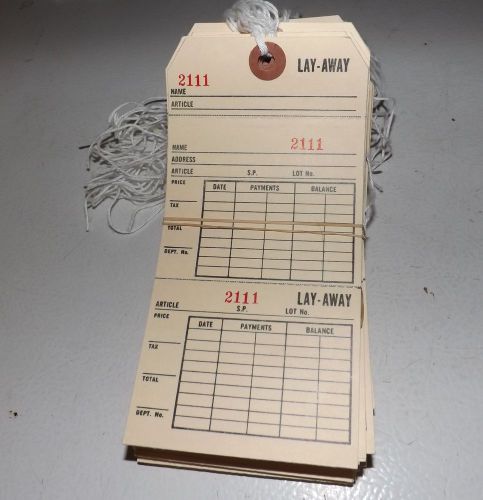 LAY-AWAY
2111
NAME
ARTICLE
2111
NAME
ADDRESS
ARTICLE S.P. LOT No.
PRICE DATE PAYMENTS BALANCE
TAX
TOTAL
DEPT. No.
2111 LAY-AWAY
ARTICLE S.P. LOT No.
PRICE DATE PAYMENTS BALANCE
TAX
TOTAL
DEPT. No.